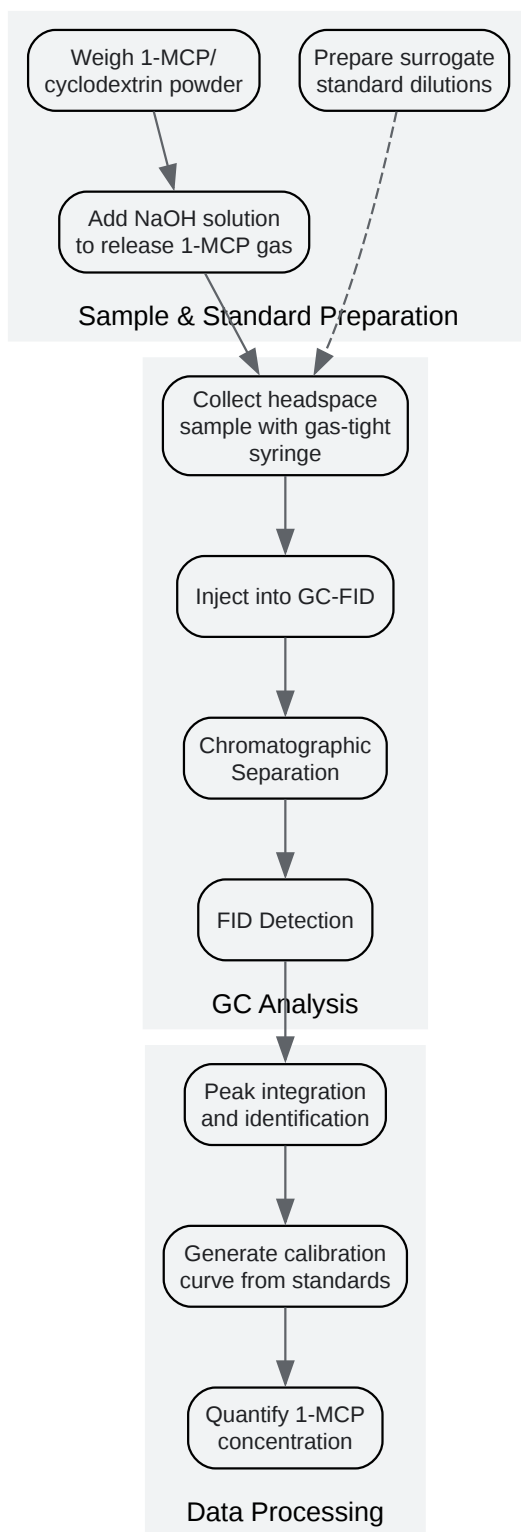 Weigh 1-MCP/
cyclodextrin powder
Prepare surrogate
standard dilutions
Add NaOH solution
to release 1-MCP gas
Sample & Standard Preparation
Collect headspace
sample with gas-tight
syringe
Inject into GC-FID
Chromatographic
Separation
FID Detection
GC Analysis
Peak integration
and identification
Generate calibration
curve from standards
Quantify 1-MCP
concentration
Data Processing